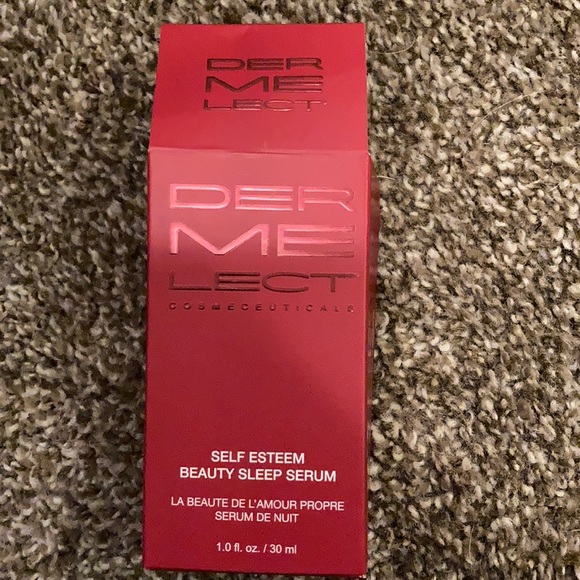 DER
ME
LECT
DER
ME
LECT
COSMECEUTICALS
SELF ESTEEM
BEAUTY SLEEP SERUM
LA BEAUTE DE L'AMOUR PROPRE
SERUM DE NUIT
1.0 fl. oz. / 30 ml